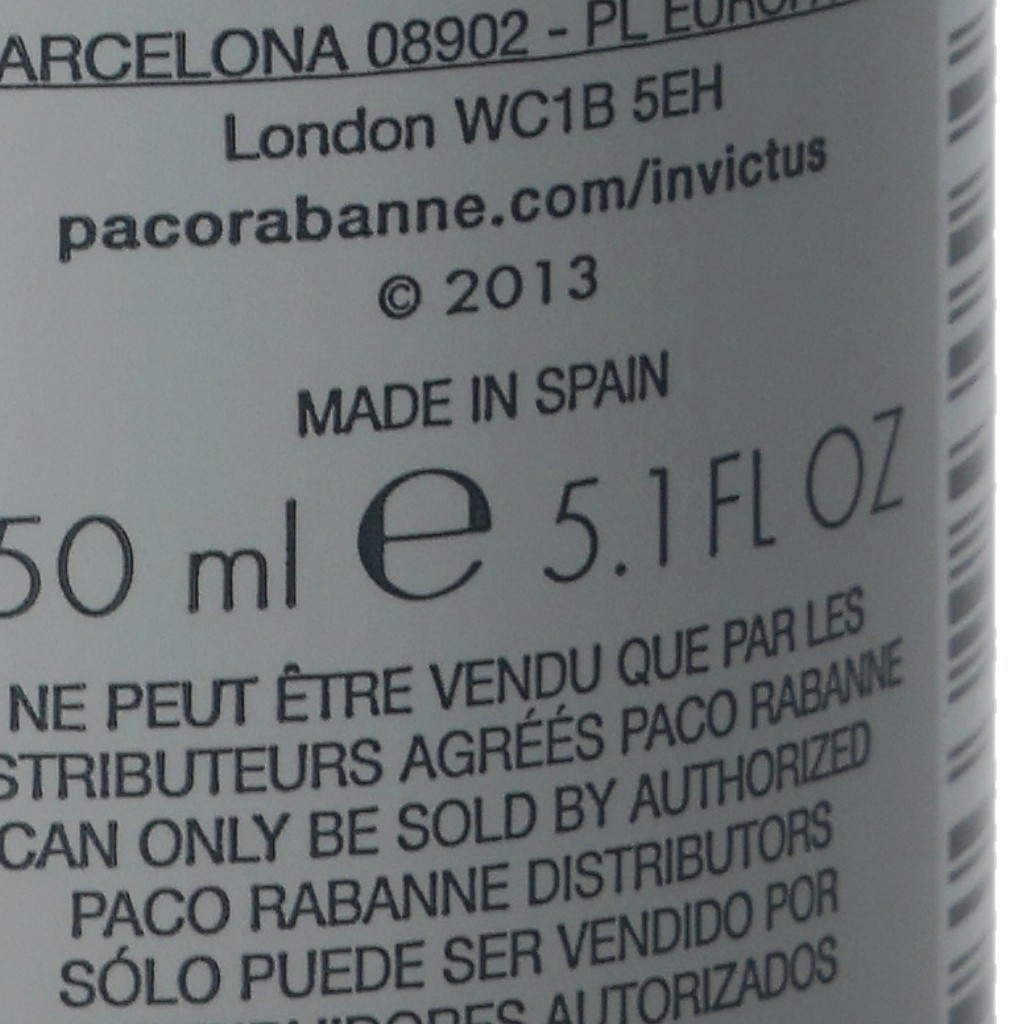 ARCELONA 08902 - PL
London WC1B 5EH
pacorabanne.com/invictus
© 2013
MADE IN SPAIN
50 ml e 5.1 FL OZ
NE PEUT ÊTRE VENDU QUE PAR LES
STRIBUTEURS AGRÉÉS PACO RABANNE
CAN ONLY BE SOLD BY AUTHORIZED
PACO RABANNE DISTRIBUTORS
SÓLO PUEDE SER VENDIDO POR
AUTORIZADOS